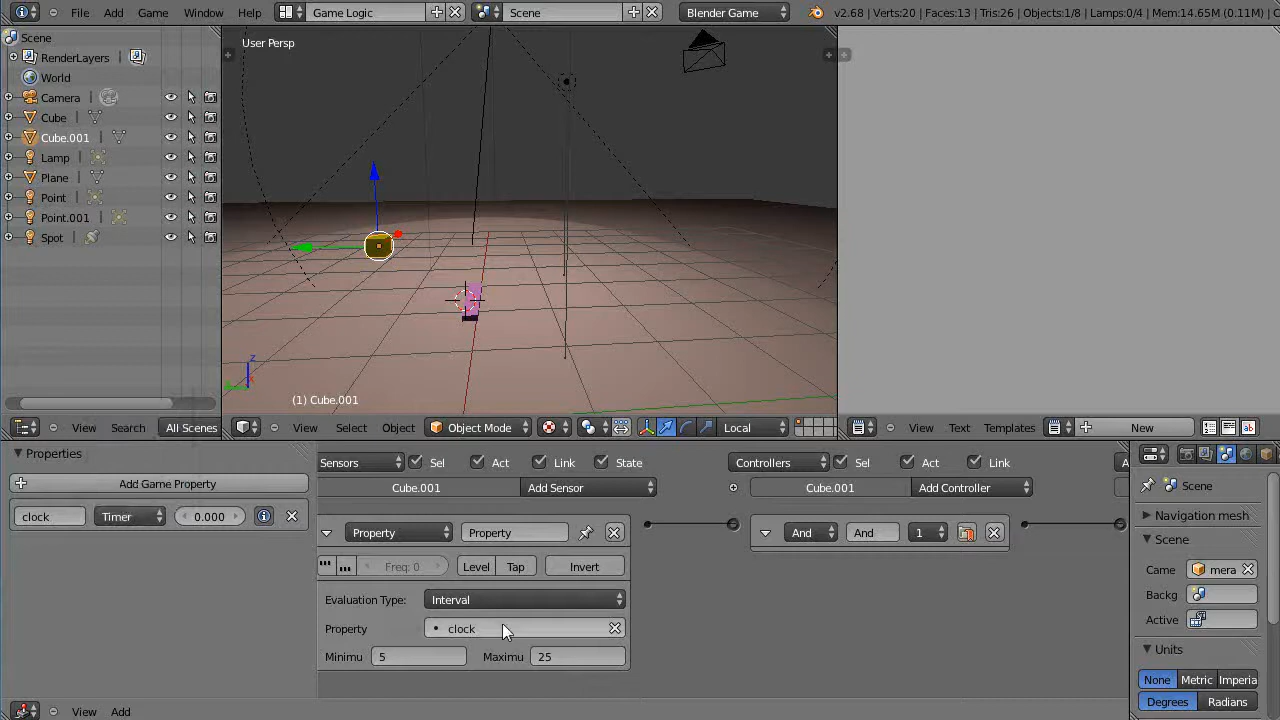 File Add Game Window Help Game Logic Scene Blender Game v2.68 | Verts:20 | Faces:13 | Tris:26 | Objects:1/8 | Lamps:0/4 | Mem:14.65M (0.11M) |
Scene
RenderLayers |
World
Camera |
Cube |
Cube.001 |
Lamp |
Plane |
Point |
Point.001 |
Spot |
User Persp
z
(1) Cube.001
View Search All Scenes
View Select Object Object Mode Local
View Text Templates New
Properties
Add Game Property
clock Timer 0.000
Sensors Sel Act Link State
Cube.001 Add Sensor
Property Property
Freq: 0 Level Tap Invert
Evaluation Type: Interval
Property clock
Minimu 5 Maximu 25
Controllers Sel Act Link
Cube.001 Add Controller
And And 1
View Add
Scene
Navigation mesh
Scene
Came mera
Backg
Active
Units
None Metric Imperia
Degrees Radians